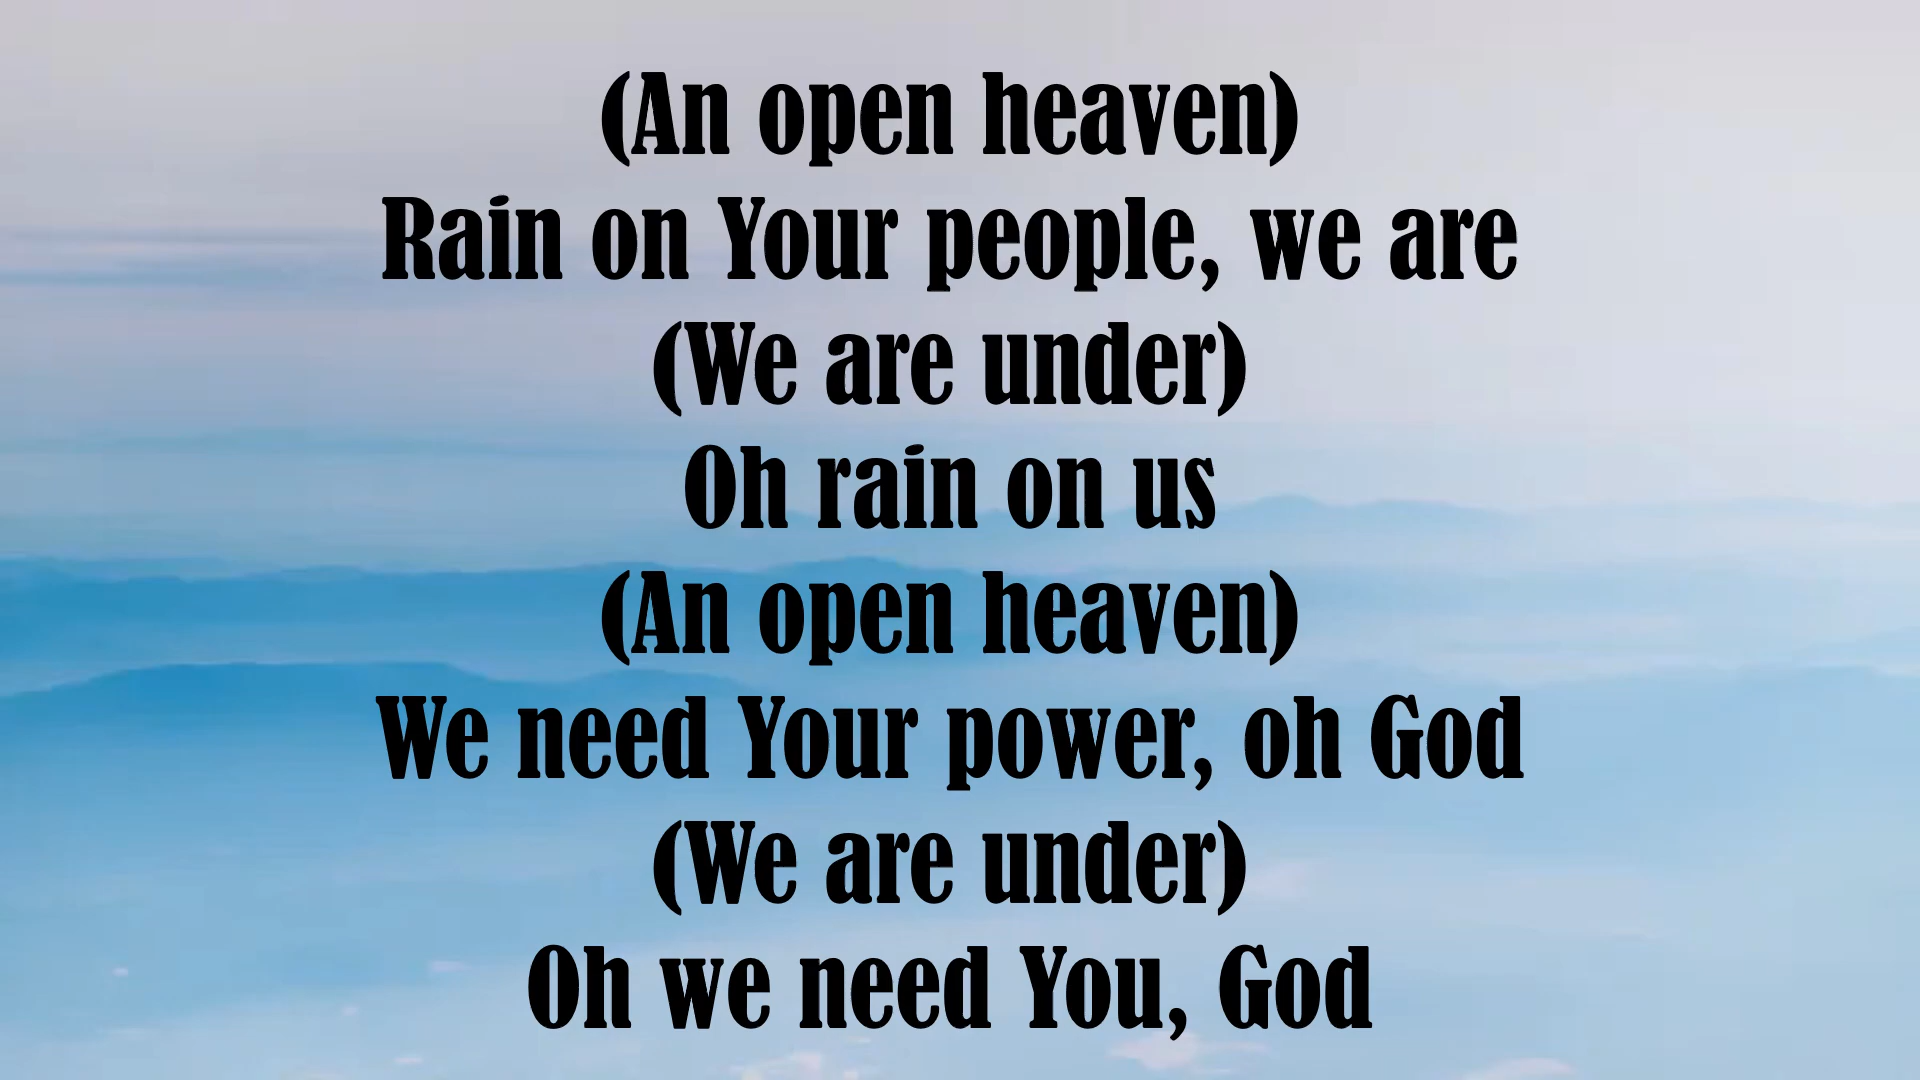 (An open heaven)
Rain on Your people, we are
(We are under)
Oh rain on us
(An open heaven)
We need Your power, oh God
(We are under)
Oh we need You, God